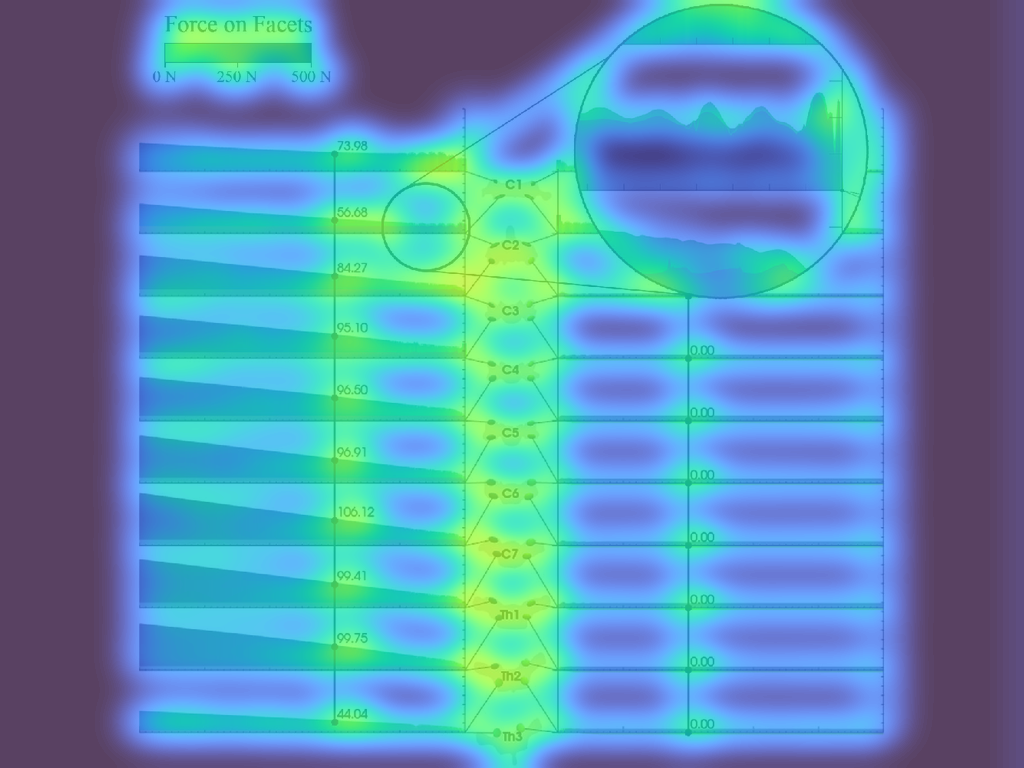 Force on Facets
0 N 250 N 500 N
73.98
C1
56.68
C2
84.27
C3
95.10 0.00
C4
96.50 0.00
C5
96.91 0.00
C6
106.12 0.00
C7
99.41 0.00
Th1
99.75 0.00
Th2
44.04 0.00
Th3